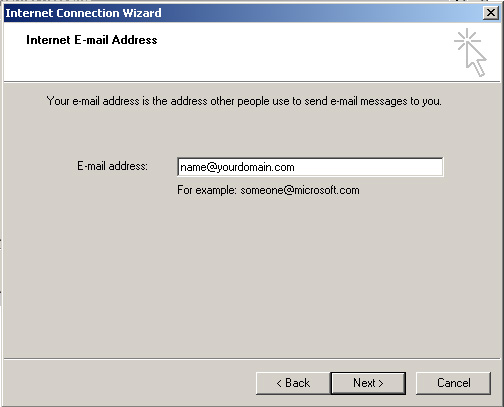 Internet Connection Wizard
Internet E-mail Address
Your e-mail address is the address other people use to send e-mail messages to you.
E-mail address:
name@yourdomain.com
For example: someone@microsoft.com
< Back
Next >
Cancel